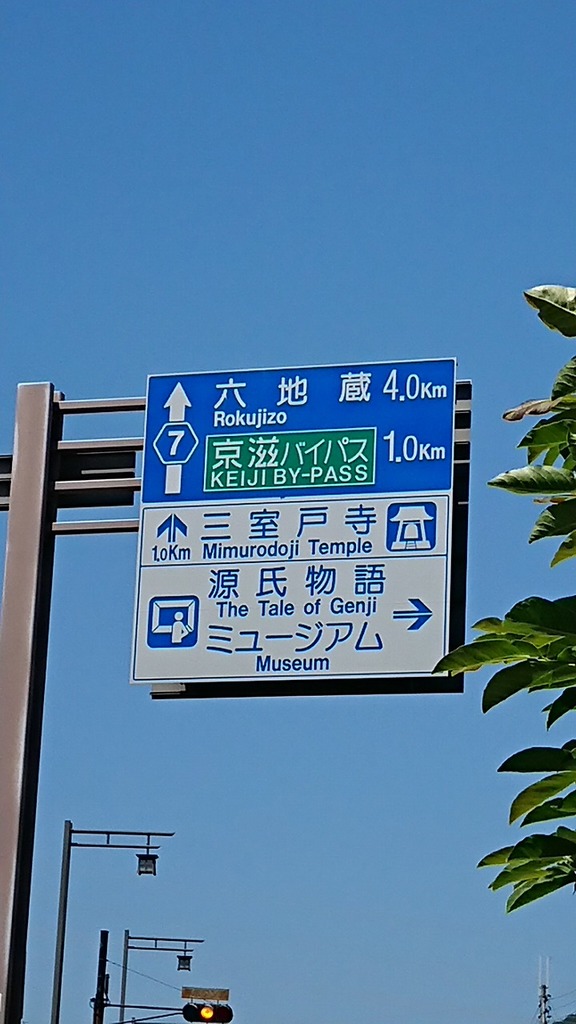 六地蔵 4.0Km
Rokujizo
7
京滋バイパス 1.0Km
KEIJI BY-PASS
三室戸寺
1.0Km Mimurodoji Temple
源氏物語
The Tale of Genji
ミュージアム
Museum